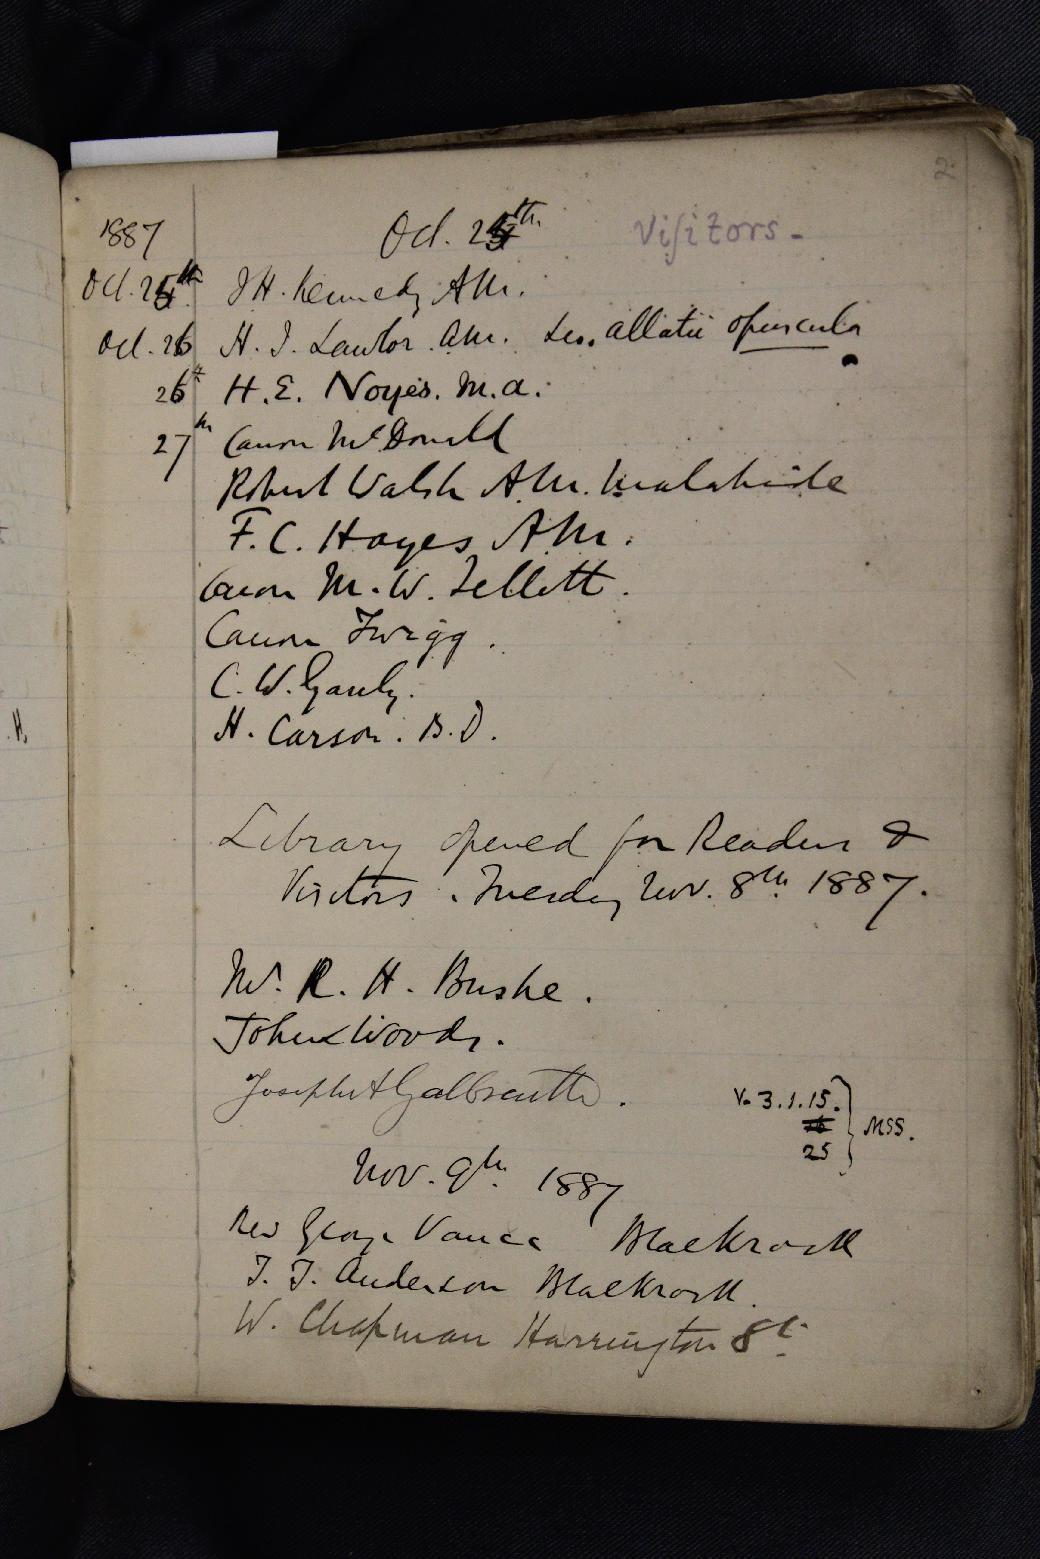 2
1887 Oct. 25th. Visitors -
Oct. 25th. J H. Kennedy A.M.
Oct. 26 H. J. Lawlor. A.M. Leo. Allatii opuscula
26th H. E. Noyes. M.A.
27th Canon McDonald
Robert Walsh A.M. Malahide
F. C. Hayes A.M.
Canon M. W. Jellett.
Canon Twigg.
C. W. Gauly.
H. Carson. B.D.
Library opened for Readers &
Visitors. Tuesday Nov. 8th. 1887.
Mr. R. H. Bushe.
John Woods.
Joseph A Galbraith.
V. 3.1.15.
16
25
MSS.
Nov. 9th. 1887
Rev George Vance Blackrock
T. T. Anderson Blackrock.
W. Chapman Harrington St.
H.